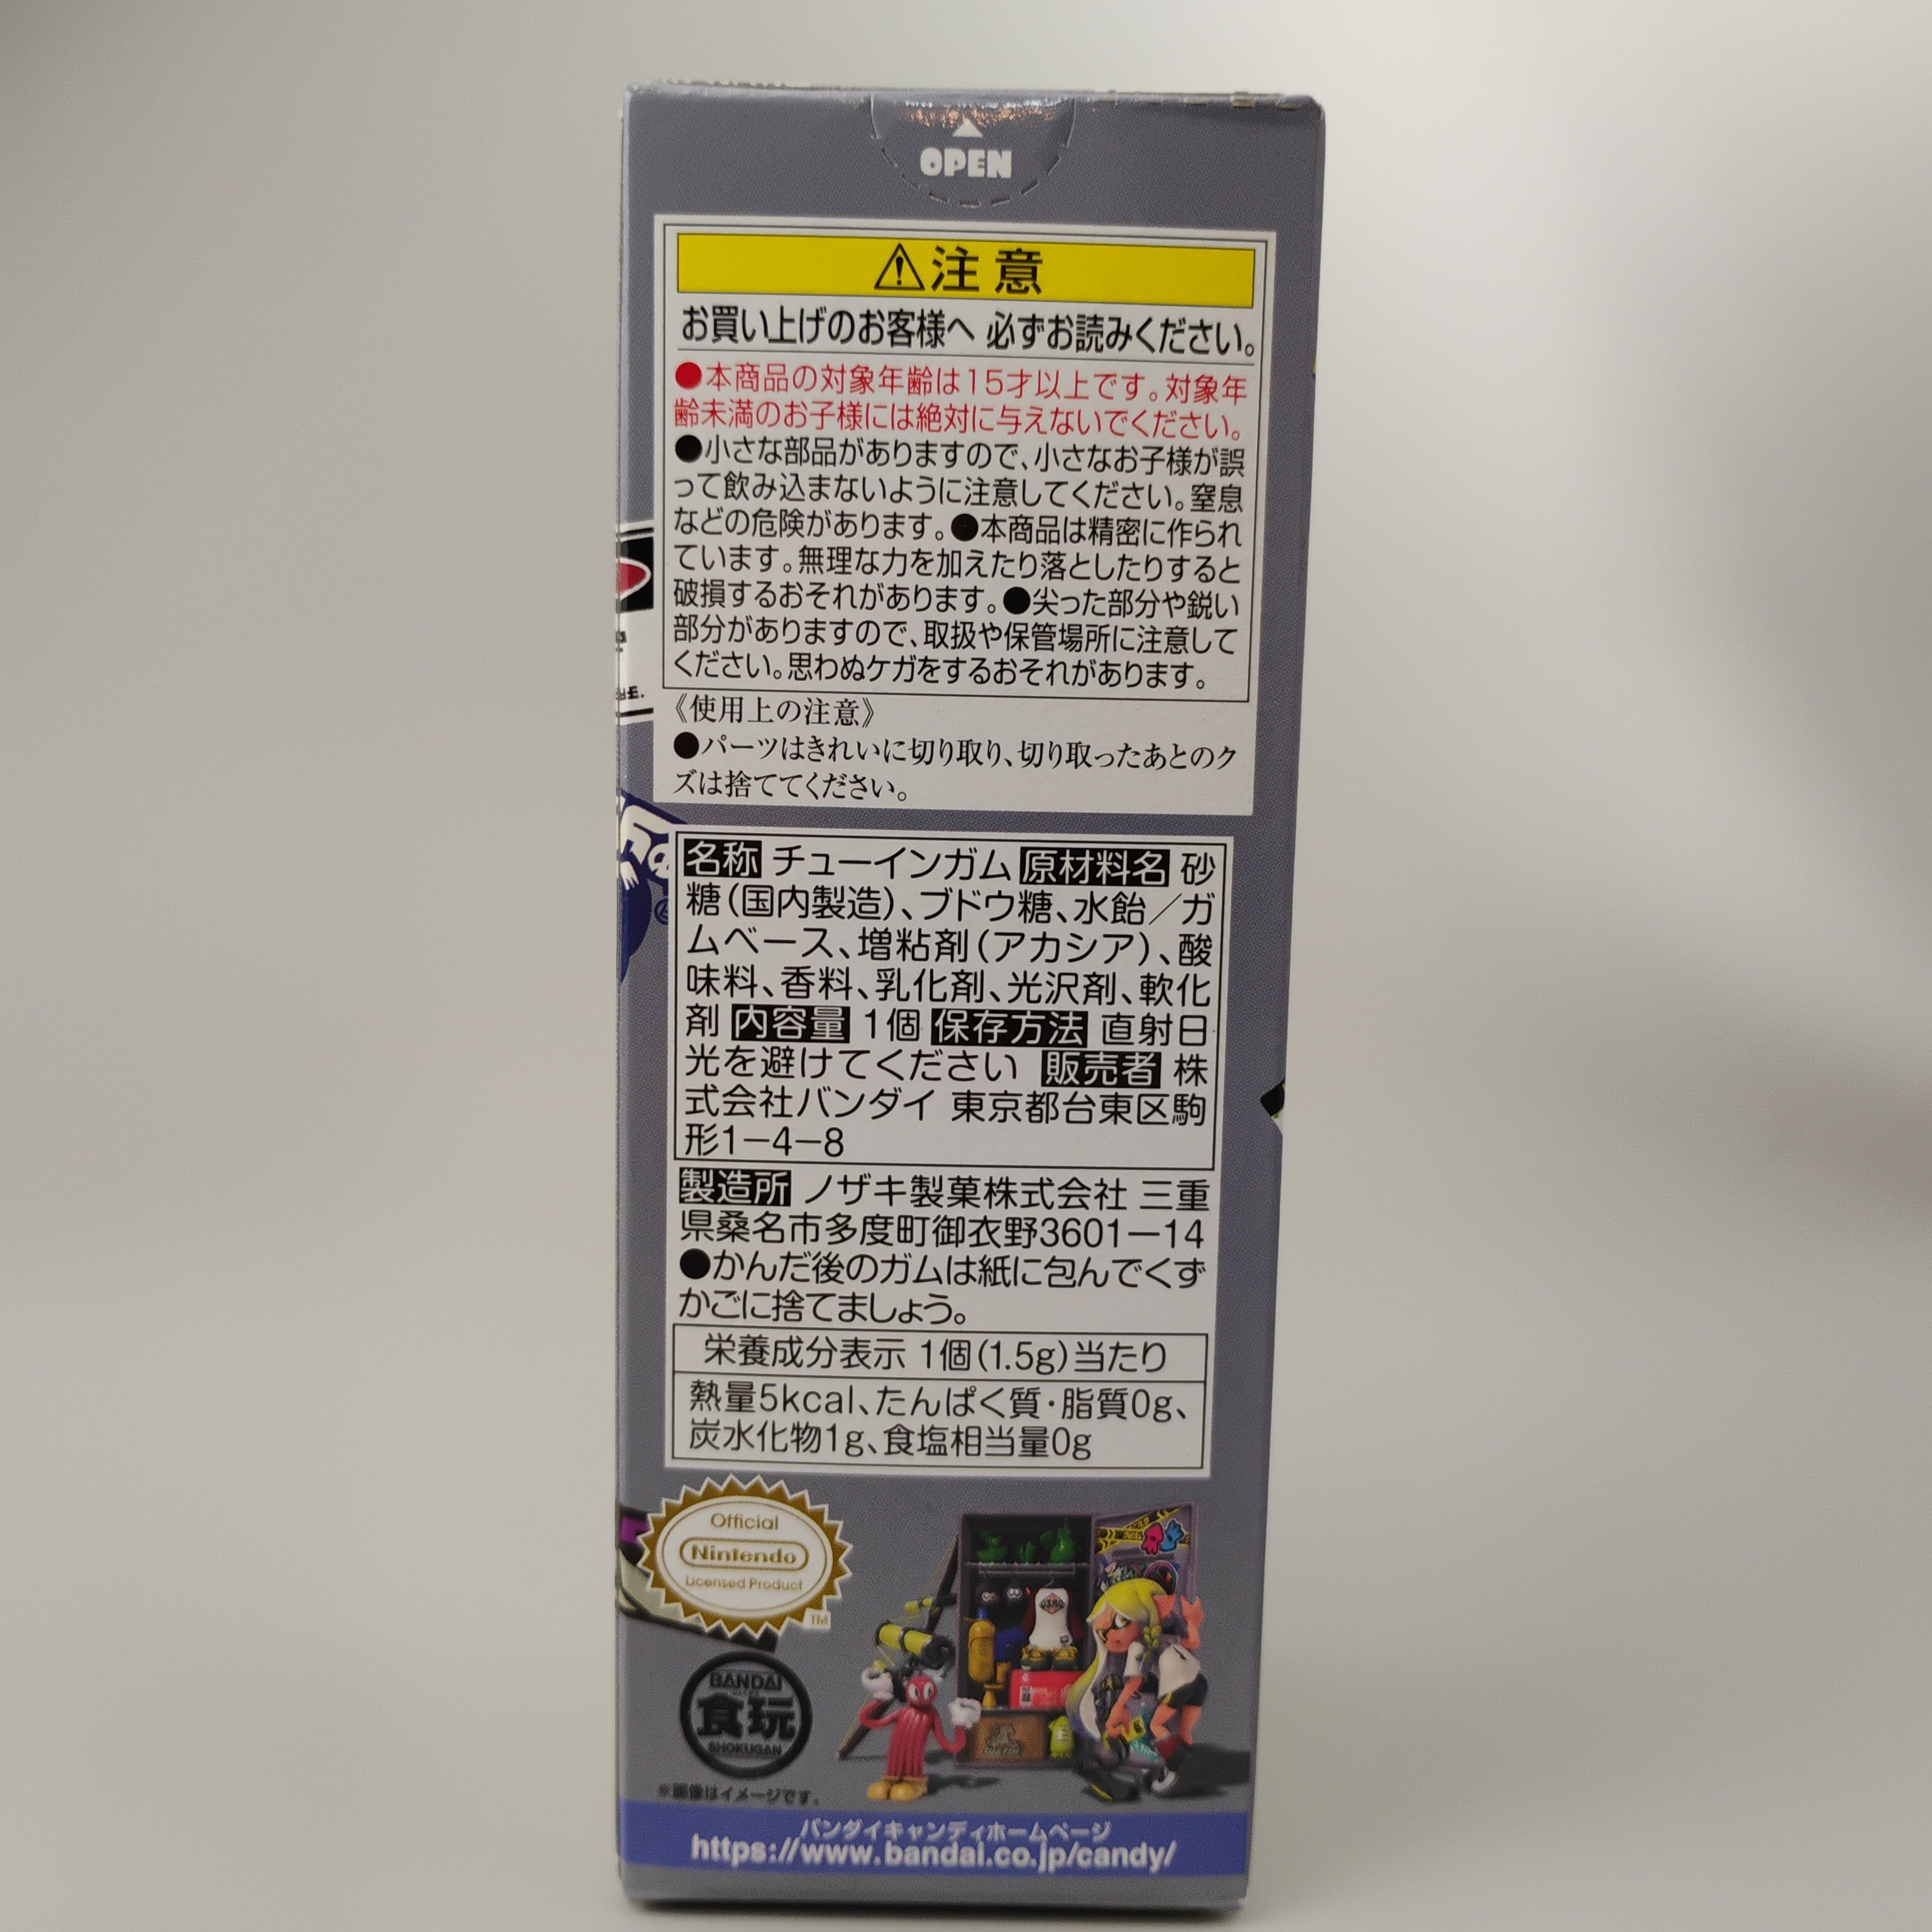 OPEN
⚠注意
お買い上げのお客様へ 必ずお読みください。
●本商品の対象年齢は15才以上です。対象年
齢未満のお子様には絶対に与えないでください。
●小さな部品がありますので、小さなお子様が誤
って飲み込まないように注意してください。窒息
などの危険があります。●本商品は精密に作られ
ています。無理な力を加えたり落としたりすると
破損するおそれがあります。●尖った部分や鋭い
部分がありますので、取扱や保管場所に注意して
ください。思わぬケガをするおそれがあります。
《使用上の注意》
●パーツはきれいに切り取り、切り取ったあとのク
ズは捨ててください。
名称 チューインガム 原材料名 砂
糖(国内製造)、ブドウ糖、水飴／ガ
ムベース、増粘剤(アカシア)、酸
味料、香料、乳化剤、光沢剤、軟化
剤 内容量 1個 保存方法 直射日
光を避けてください 販売者 株
式会社バンダイ 東京都台東区駒
形1−4−8
製造所 ノザキ製菓株式会社 三重
県桑名市多度町御衣野3601−14
●かんだ後のガムは紙に包んでくず
かごに捨てましょう。
栄養成分表示 1個(1.5g)当たり
熱量5kcal、たんぱく質・脂質0g、
炭水化物1g、食塩相当量0g
Official
Nintendo
Licensed Product
TM
BANDAI
食玩
SHOKUGAN
※画像はイメージです。
バンダイキャンディホームページ
https://www.bandai.co.jp/candy/